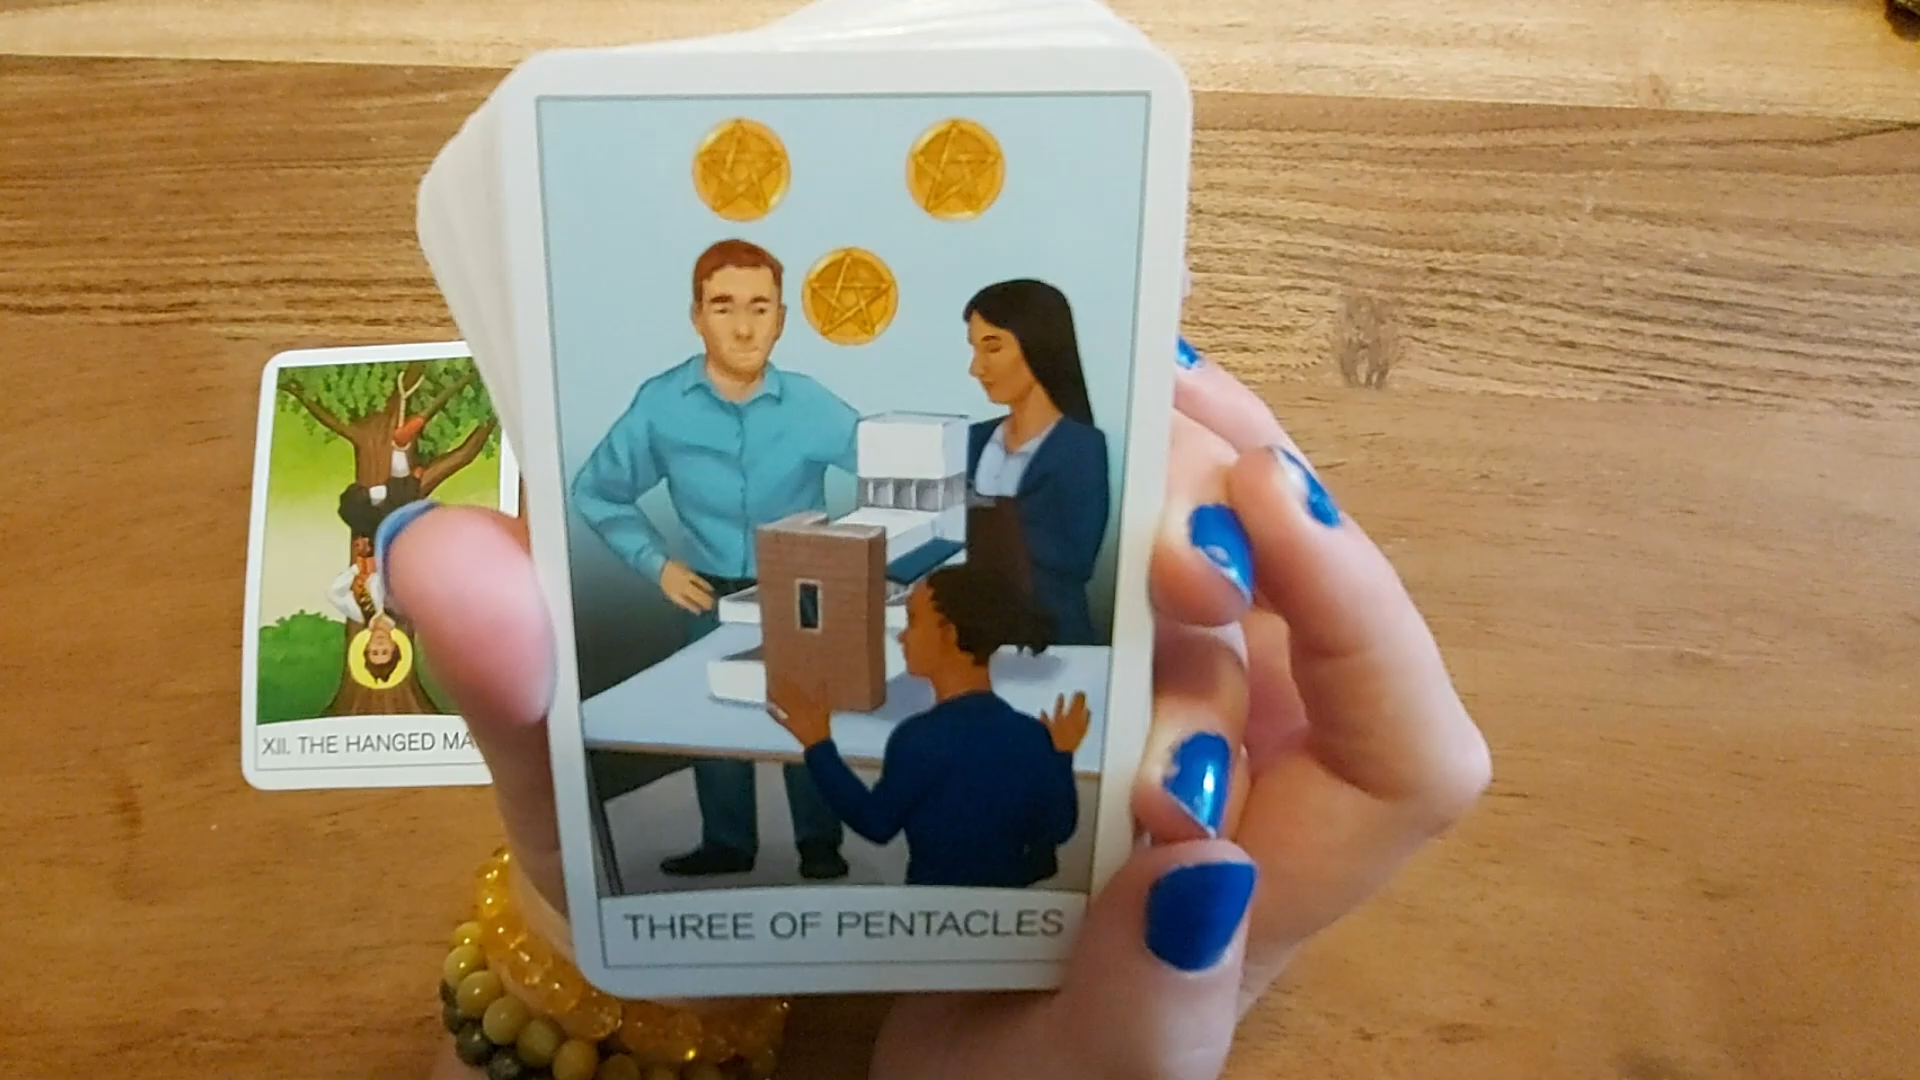 THREE OF PENTACLES
XII. THE HANGED MA